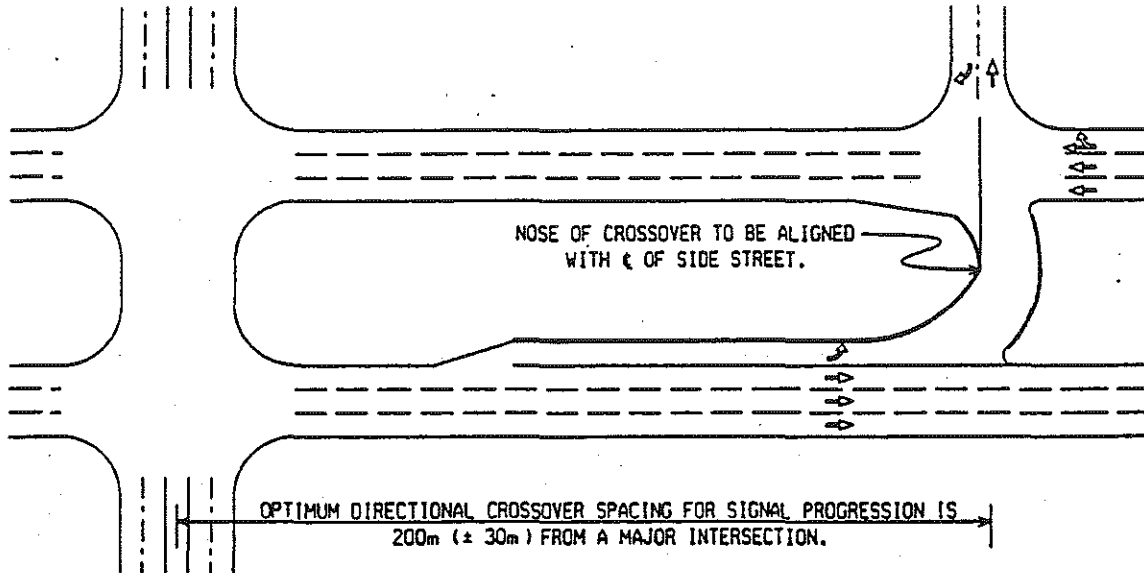 NOSE OF CROSSOVER TO BE ALIGNED
WITH ℄ OF SIDE STREET.
OPTIMUM DIRECTIONAL CROSSOVER SPACING FOR SIGNAL PROGRESSION IS
200m (± 30m) FROM A MAJOR INTERSECTION.